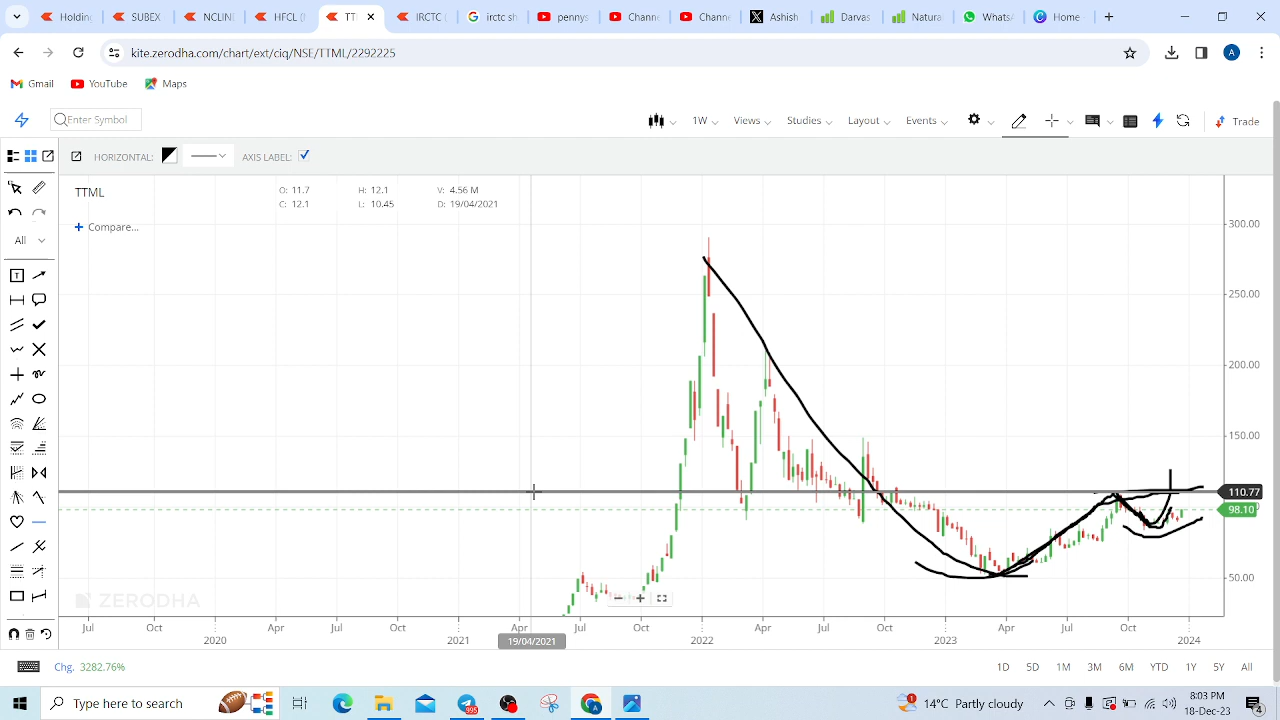 Holdin
SUBEX
NCLIN
HFCL (
TT
IRCTC
irctc sh
pennys
Channe
Channe
Ashish
Darvas
Natura
Whats
Home
kite.zerodha.com/chart/ext/ciq/NSE/TTML/2292225
A
Gmail
YouTube
Maps
Enter Symbol
1W
Views
Studies
Layout
Events
Trade
HORIZONTAL:
AXIS LABEL:
TTML
O: 11.7
H: 12.1
V: 4.56 M
C: 12.1
L: 10.45
D: 19/04/2021
+ Compare...
All
T
300.00
250.00
200.00
150.00
110.77
98.10
50.00
ZERODHA
Jul
Oct
2020
Apr
Jul
Oct
2021
Apr
19/04/2021
Jul
Oct
2022
Apr
Jul
Oct
2023
Apr
Jul
Oct
2024
Chg. 3282.76%
1D
5D
1M
3M
6M
YTD
1Y
5Y
All
Type here to search
995
1
14°C Partly cloudy
8:03 PM
18-Dec-23
4